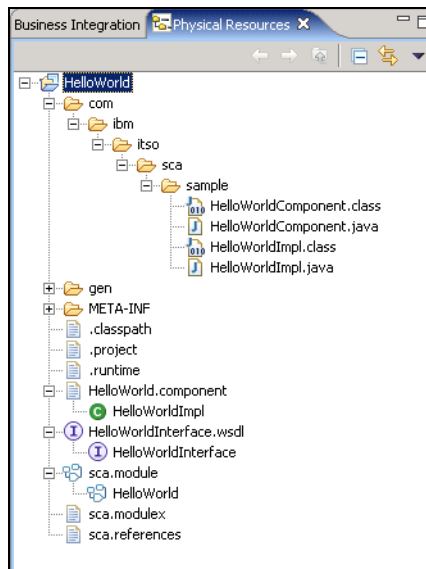 Business Integration Physical Resources
HelloWorld
com
ibm
itso
sca
sample
HelloWorldComponent.class
HelloWorldComponent.java
HelloWorldImpl.class
HelloWorldImpl.java
gen
META-INF
.classpath
.project
.runtime
HelloWorld.component
HelloWorldImpl
HelloWorldInterface.wsdl
HelloWorldInterface
sca.module
HelloWorld
sca.modulex
sca.references